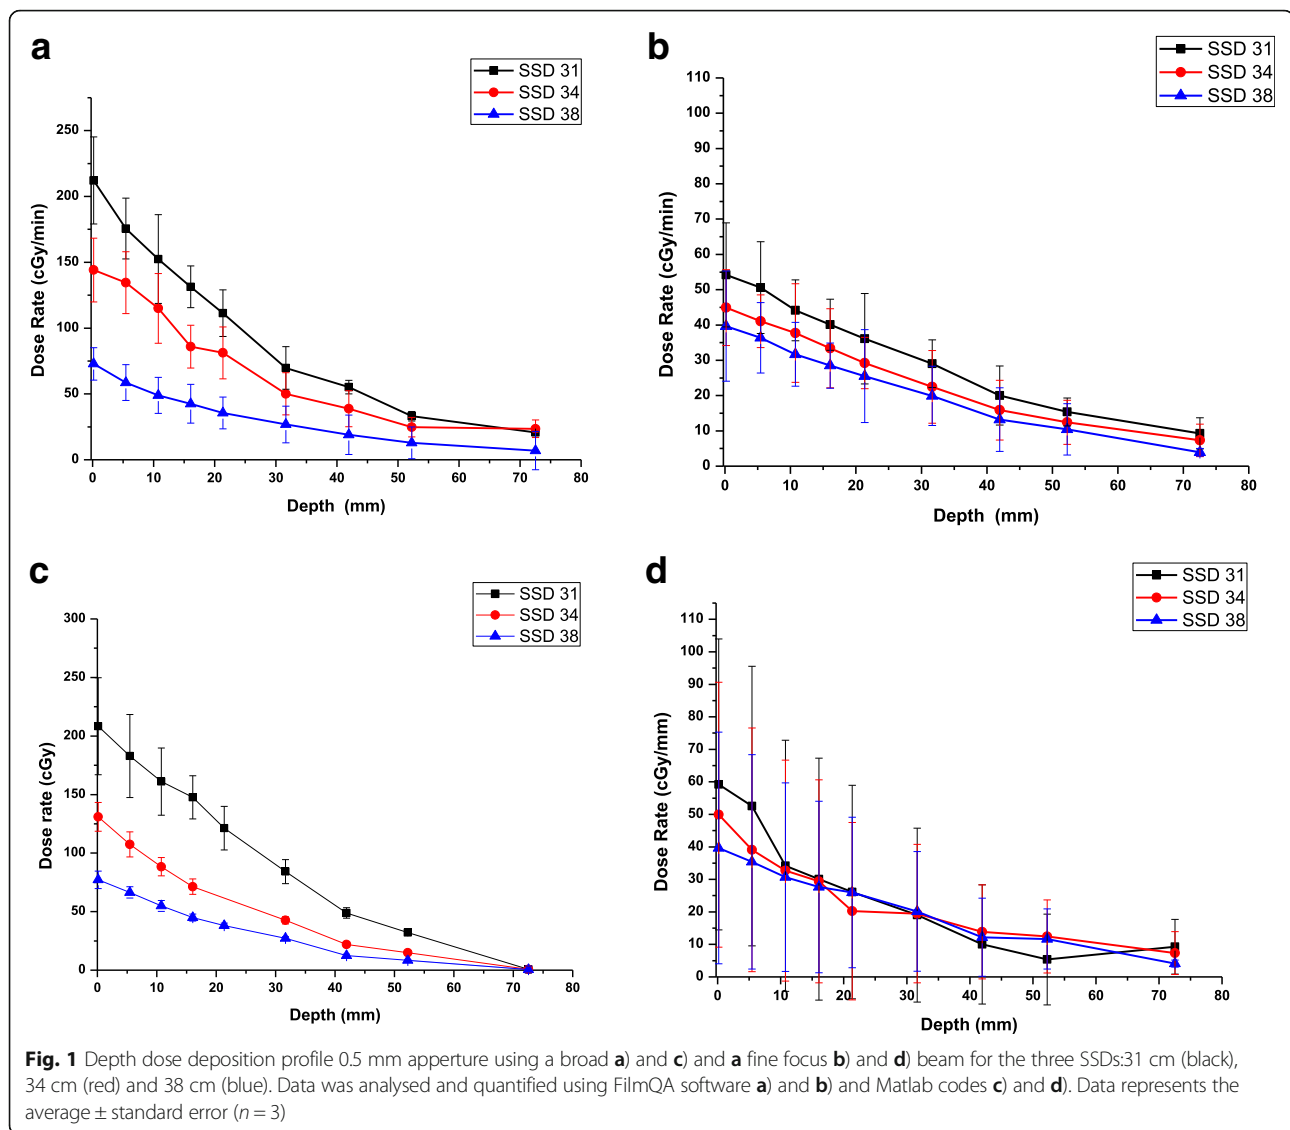 a
SSD 31
SSD 34
SSD 38
250
200
150
100
50
0
Dose Rate (cGy/min)
0 10 20 30 40 50 60 70 80
Depth (mm)
b
SSD 31
SSD 34
SSD 38
110
100
90
80
70
60
50
40
30
20
10
0
Dose Rate (cGy/min)
0 10 20 30 40 50 60 70 80
Depth (mm)
c
SSD 31
SSD 34
SSD 38
300
250
200
150
100
50
0
Dose rate (cGy)
0 10 20 30 40 50 60 70 80
Depth (mm)
d
SSD 31
SSD 34
SSD 38
110
100
90
80
70
60
50
40
30
20
10
0
Dose Rate (cGy/mm)
0 10 20 30 40 50 60 70 80
Depth (mm)
Fig. 1 Depth dose deposition profile 0.5 mm apperture using a broad a) and c) and a fine focus b) and d) beam for the three SSDs:31 cm (black),
34 cm (red) and 38 cm (blue). Data was analysed and quantified using FilmQA software a) and b) and Matlab codes c) and d). Data represents the
average ± standard error (n = 3)